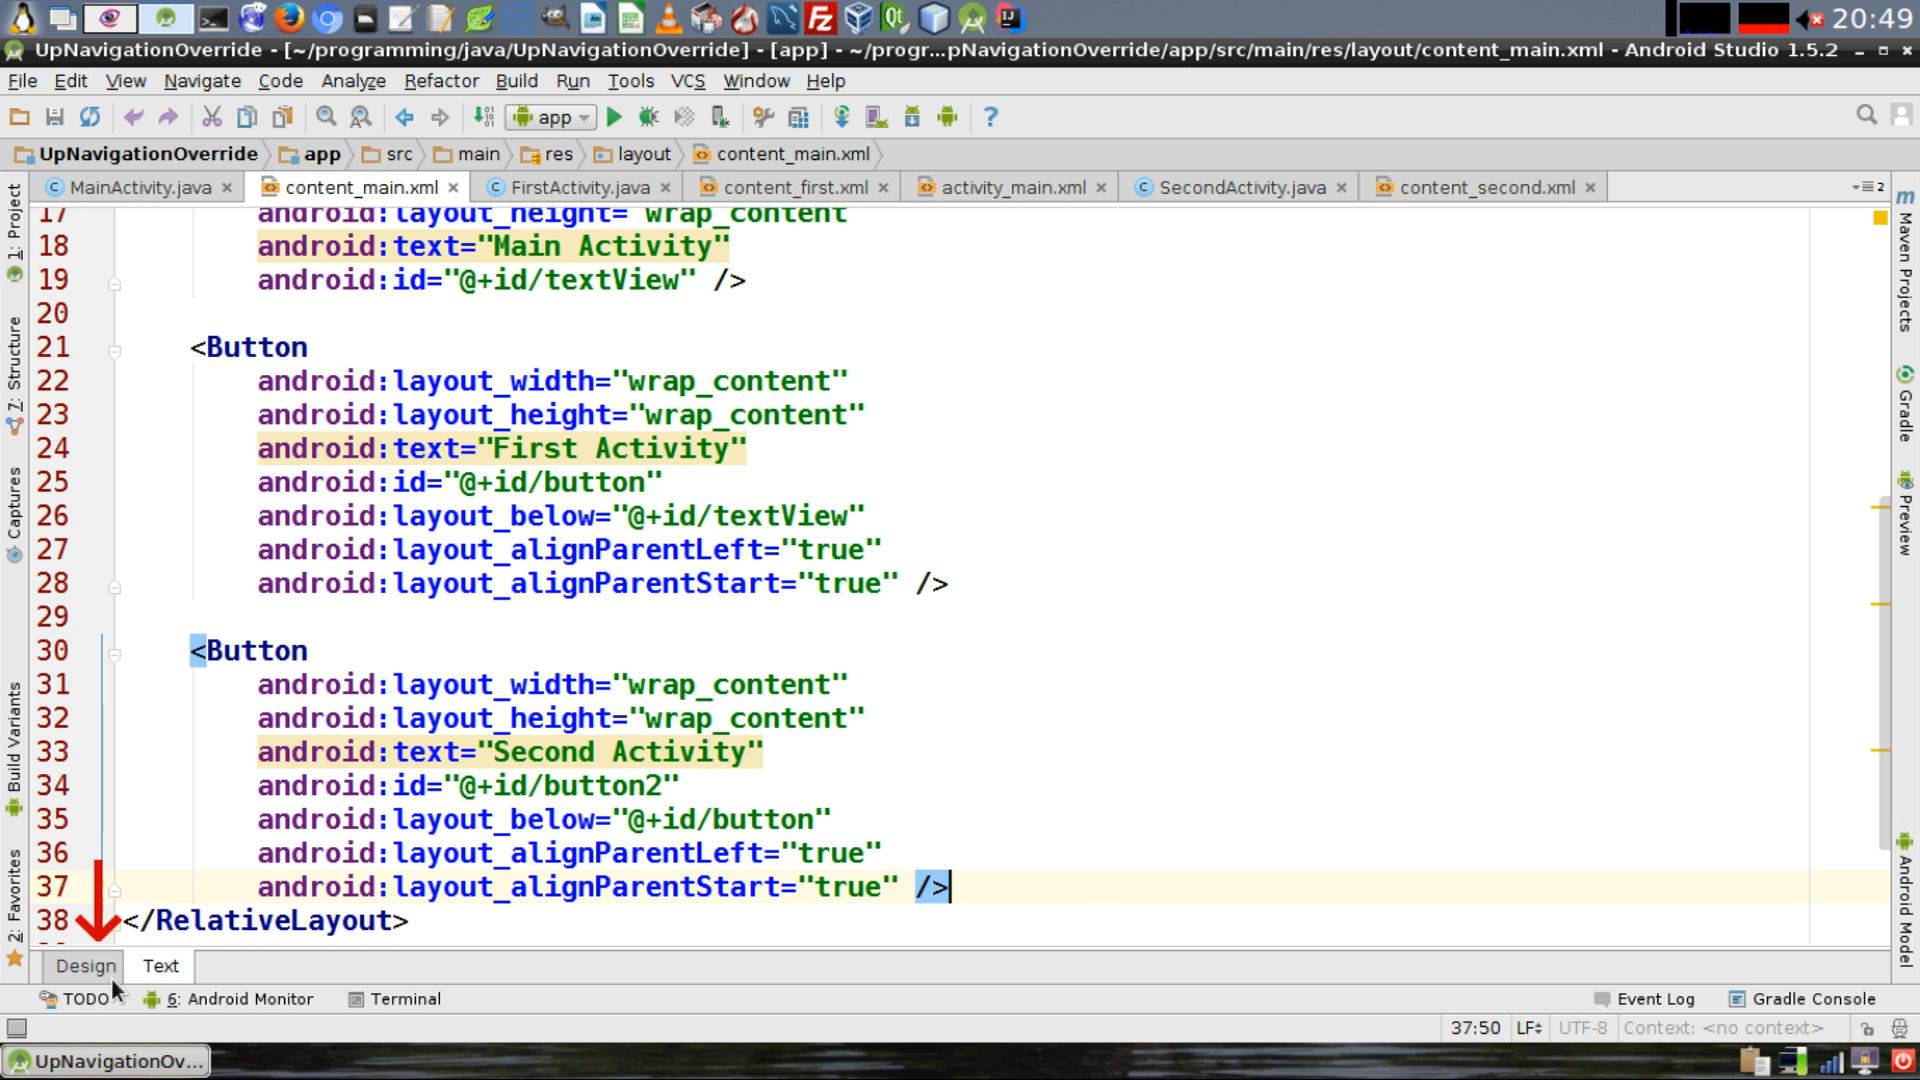 20:49
UpNavigationOverride - [~/programming/java/UpNavigationOverride] - [app] - ~/progr...pNavigationOverride/app/src/main/res/layout/content_main.xml - Android Studio 1.5.2
File Edit View Navigate Code Analyze Refactor Build Run Tools VCS Window Help
app
UpNavigationOverride app src main res layout content_main.xml
MainActivity.java content_main.xml FirstActivity.java content_first.xml activity_main.xml SecondActivity.java content_second.xml 2
1: Project
7: Structure
Captures
Build Variants
2: Favorites
17 android:layout_height="wrap_content"
18 android:text="Main Activity"
19 android:id="@+id/textView" />
20
21 <Button
22 android:layout_width="wrap_content"
23 android:layout_height="wrap_content"
24 android:text="First Activity"
25 android:id="@+id/button"
26 android:layout_below="@+id/textView"
27 android:layout_alignParentLeft="true"
28 android:layout_alignParentStart="true" />
29
30 <Button
31 android:layout_width="wrap_content"
32 android:layout_height="wrap_content"
33 android:text="Second Activity"
34 android:id="@+id/button2"
35 android:layout_below="@+id/button"
36 android:layout_alignParentLeft="true"
37 android:layout_alignParentStart="true" />
38 </RelativeLayout>
Maven Projects
Gradle
Preview
Android Model
Design Text
TODO 6: Android Monitor Terminal Event Log Gradle Console
37:50 LF UTF-8 Context: <no context>
UpNavigationOv...